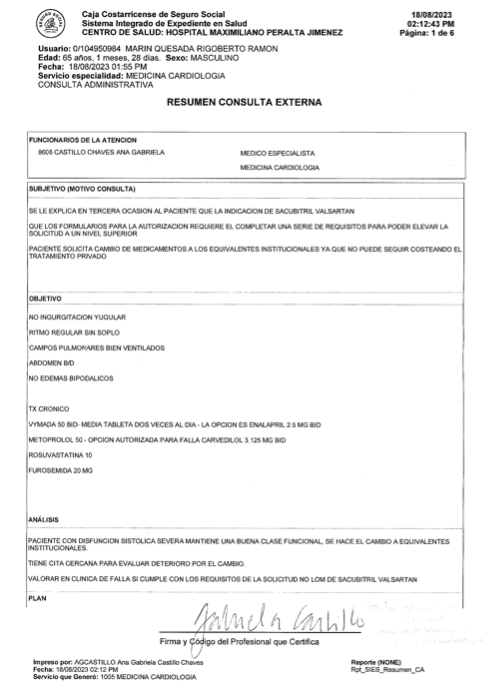 Caja Costarricense de Seguro Social
Sistema Integrado de Expediente en Salud
CENTRO DE SALUD: HOSPITAL MAXIMILIANO PERALTA JIMENEZ
18/08/2023
02:12:43 PM
Página: 1 de 6
Usuario: 0/104950984 MARIN QUESADA RIGOBERTO RAMON
Edad: 65 años, 1 meses, 28 dias. Sexo: MASCULINO
Fecha: 18/08/2023 01:55 PM
Servicio especialidad: MEDICINA CARDIOLOGIA
CONSULTA ADMINISTRATIVA
RESUMEN CONSULTA EXTERNA
FUNCIONARIOS DE LA ATENCION
8608 CASTILLO CHAVES ANA GABRIELA
MEDICO ESPECIALISTA
MEDICINA CARDIOLOGIA
SUBJETIVO (MOTIVO CONSULTA)
SE LE EXPLICA EN TERCERA OCASION AL PACIENTE QUE LA INDICACION DE SACUBITRIL VALSARTAN
QUE LOS FORMULARIOS PARA LA AUTORIZACION REQUIERE EL COMPLETAR UNA SERIE DE REQUISITOS PARA PODER ELEVAR LA
SOLICITUD A UN NIVEL SUPERIOR
PACIENTE SOLICITA CAMBIO DE MEDICAMENTOS A LOS EQUIVALENTES INSTITUCIONALES YA QUE NO PUEDE SEGUIR COSTEANDO EL
TRATAMIENTO PRIVADO
OBJETIVO
NO INGURGITACION YUGULAR
RITMO REGULAR SIN SOPLO
CAMPOS PULMONARES BIEN VENTILADOS
ABDOMEN B/D
NO EDEMAS BIPODALICOS
TX CRONICO
VYMADA 50 BID- MEDIA TABLETA DOS VECES AL DIA - LA OPCION ES ENALAPRIL 2.5 MG BID
METOPROLOL 50 - OPCION AUTORIZADA PARA FALLA CARVEDILOL 3.125 MG BID
ROSUVASTATINA 10
FUROSEMIDA 20 MG
ANÁLISIS
PACIENTE CON DISFUNCION SISTOLICA SEVERA MANTIENE UNA BUENA CLASE FUNCIONAL, SE HACE EL CAMBIO A EQUIVALENTES
INSTITUCIONALES.
TIENE CITA CERCANA PARA EVALUAR DETERIORO POR EL CAMBIO.
VALORAR EN CLINICA DE FALLA SI CUMPLE CON LOS REQUISITOS DE LA SOLICITUD NO LOM DE SACUBITRIL VALSARTAN
PLAN
Gabriela Castillo
Firma y Código del Profesional que Certifica
Impreso por: AGCASTILLO Ana Gabriela Castillo Chaves
Fecha: 18/08/2023 02:12 PM
Servicio que Generó: 1005 MEDICINA CARDIOLOGIA
Reporte (NONE)
Rpt_SIES_Resumen_CA